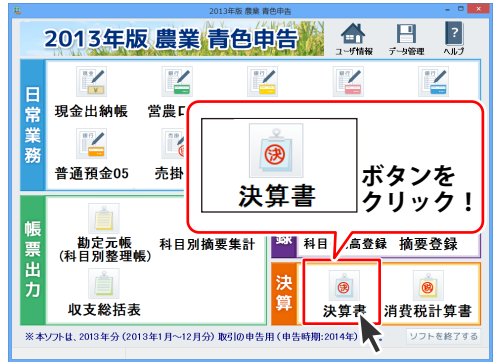 2013年版 農業 青色申告
2013年版 農業 青色申告
ユーザ情報
データ管理
ヘルプ
日常業務
現金出納帳
営農口
普通預金05
売掛
決算書
ボタンを
クリック！
帳票出力
勘定元帳
(科目別整理帳)
科目別摘要集計
収支総括表
録
科目
高登録
摘要登録
決算
決算書
消費税計算書
※本ソフトは、2013年分(2013年1月～12月分)取引の申告用(申告時期:2014年)
ソフトを終了する